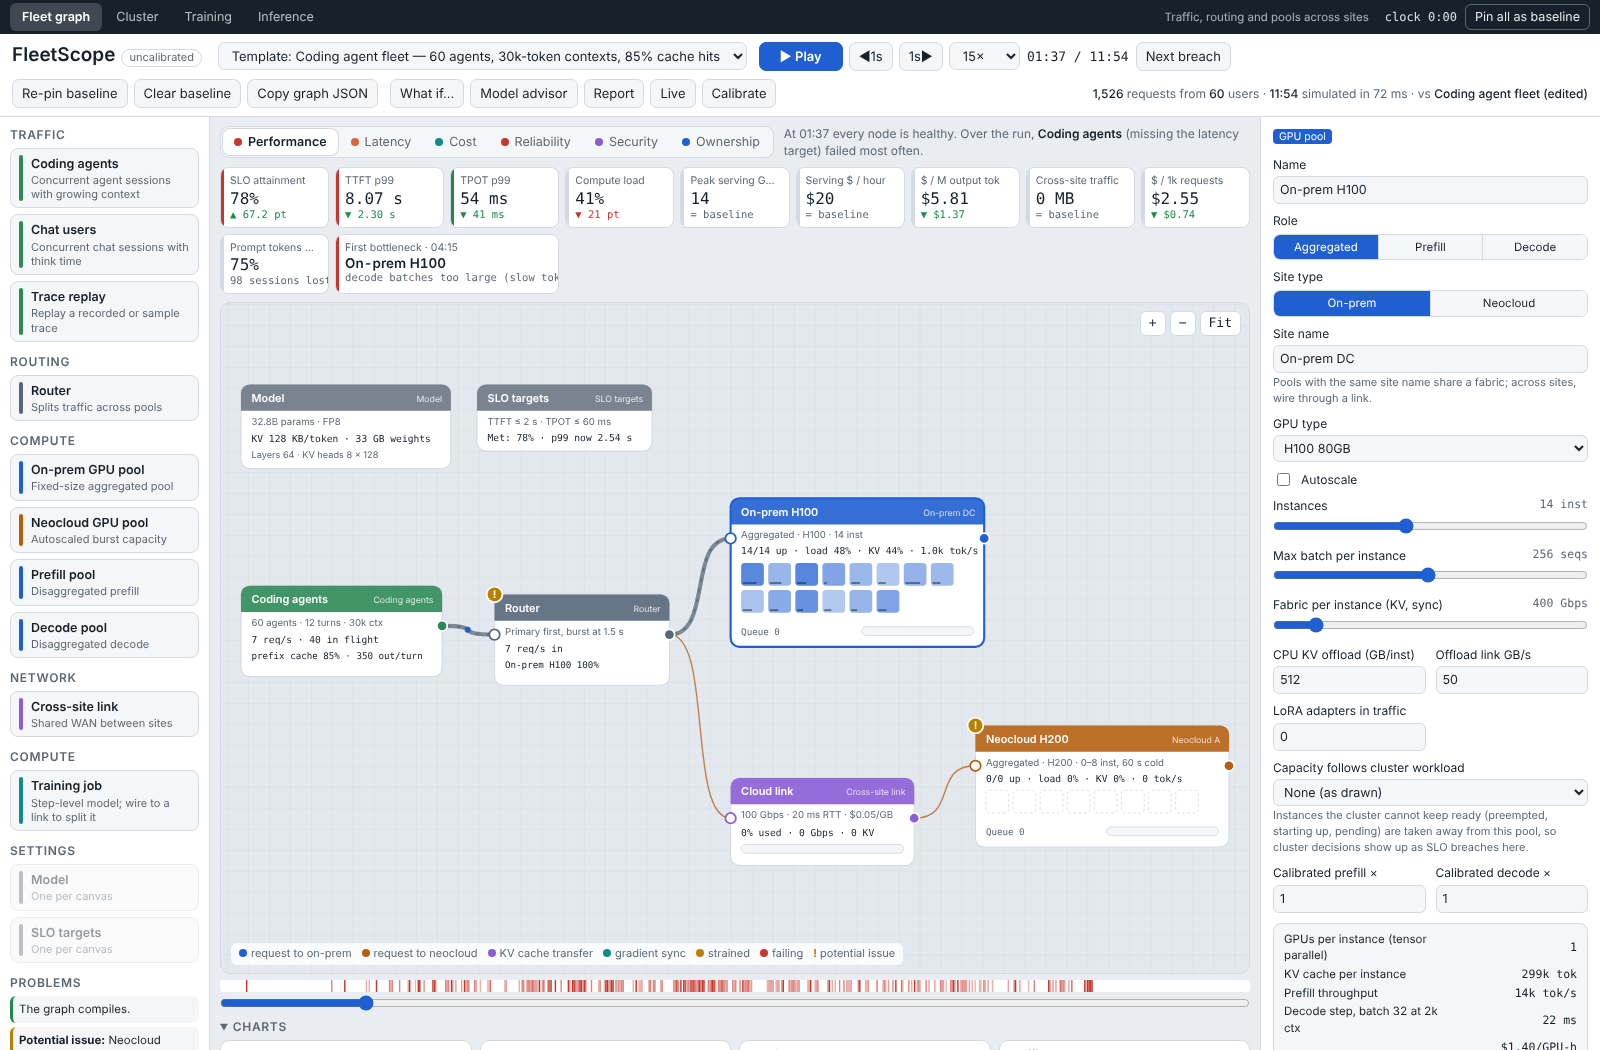 Fleet graph
Cluster
Training
Inference
Traffic, routing and pools across sites
clock 0:00
Pin all as baseline
FleetScope
uncalibrated
Template: Coding agent fleet — 60 agents, 30k-token contexts, 85% cache hits
▶ Play
◀1s
1s▶
15×
01:37 / 11:54
Next breach
Re-pin baseline
Clear baseline
Copy graph JSON
What if...
Model advisor
Report
Live
Calibrate
1,526 requests from 60 users · 11:54 simulated in 72 ms · vs Coding agent fleet (edited)
TRAFFIC
Coding agents
Concurrent agent sessions
with growing context
Chat users
Concurrent chat sessions with
think time
Trace replay
Replay a recorded or sample
trace
ROUTING
Router
Splits traffic across pools
COMPUTE
On-prem GPU pool
Fixed-size aggregated pool
Neocloud GPU pool
Autoscaled burst capacity
Prefill pool
Disaggregated prefill
Decode pool
Disaggregated decode
NETWORK
Cross-site link
Shared WAN between sites
COMPUTE
Training job
Step-level model; wire to a
link to split it
SETTINGS
Model
One per canvas
SLO targets
One per canvas
PROBLEMS
The graph compiles.
Potential issue: Neocloud
Performance
Latency
Cost
Reliability
Security
Ownership
At 01:37 every node is healthy. Over the run, Coding agents (missing the latency
target) failed most often.
SLO attainment
78%
▲ 67.2 pt
TTFT p99
8.07 s
▼ 2.30 s
TPOT p99
54 ms
▼ 41 ms
Compute load
41%
▼ 21 pt
Peak serving G...
14
= baseline
Serving $ / hour
$20
= baseline
$ / M output tok
$5.81
▼ $1.37
Cross-site traffic
0 MB
= baseline
$ / 1k requests
$2.55
▼ $0.74
Prompt tokens ...
75%
98 sessions lost
First bottleneck · 04:15
On-prem H100
decode batches too large (slow tok
+
−
Fit
Model
Model
32.8B params · FP8
KV 128 KB/token · 33 GB weights
Layers 64 · KV heads 8 × 128
SLO targets
SLO targets
TTFT ≤ 2 s · TPOT ≤ 60 ms
Met: 78% · p99 now 2.54 s
On-prem H100
On-prem DC
Aggregated · H100 · 14 inst
14/14 up · load 48% · KV 44% · 1.0k tok/s
Queue 0
Coding agents
Coding agents
60 agents · 12 turns · 30k ctx
7 req/s · 40 in flight
prefix cache 85% · 350 out/turn
!
Router
Router
Primary first, burst at 1.5 s
7 req/s in
On-prem H100 100%
!
Neocloud H200
Neocloud A
Aggregated · H200 · 0–8 inst, 60 s cold
0/0 up · load 0% · KV 0% · 0 tok/s
Queue 0
Cloud link
Cross-site link
100 Gbps · 20 ms RTT · $0.05/GB
0% used · 0 Gbps · 0 KV
request to on-prem
request to neocloud
KV cache transfer
gradient sync
strained
failing
! potential issue
▼ CHARTS
GPU pool
Name
On-prem H100
Role
Aggregated
Prefill
Decode
Site type
On-prem
Neocloud
Site name
On-prem DC
Pools with the same site name share a fabric; across sites,
wire through a link.
GPU type
H100 80GB
Autoscale
Instances
14 inst
Max batch per instance
256 seqs
Fabric per instance (KV, sync)
400 Gbps
CPU KV offload (GB/inst)
Offload link GB/s
512
50
LoRA adapters in traffic
0
Capacity follows cluster workload
None (as drawn)
Instances the cluster cannot keep ready (preempted,
starting up, pending) are taken away from this pool, so
cluster decisions show up as SLO breaches here.
Calibrated prefill ×
Calibrated decode ×
1
1
GPUs per instance (tensor
parallel)
1
KV cache per instance
299k tok
Prefill throughput
14k tok/s
Decode step, batch 32 at 2k
ctx
22 ms
$1.40/GPU-h